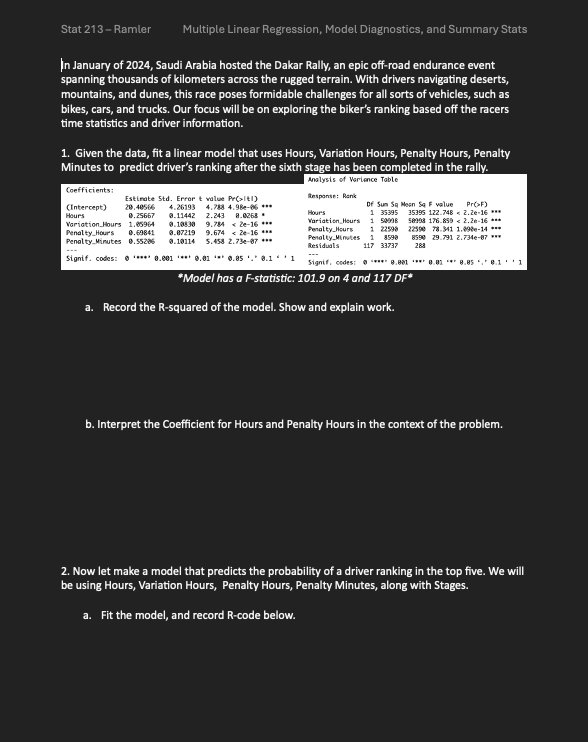 Stat 213 – Ramler Multiple Linear Regression, Model Diagnostics, and Summary Stats
In January of 2024, Saudi Arabia hosted the Dakar Rally, an epic off-road endurance event
spanning thousands of kilometers across the rugged terrain. With drivers navigating deserts,
mountains, and dunes, this race poses formidable challenges for all sorts of vehicles, such as
bikes, cars, and trucks. Our focus will be on exploring the biker's ranking based off the racers
time statistics and driver information.
1. Given the data, fit a linear model that uses Hours, Variation Hours, Penalty Hours, Penalty
Minutes to predict driver's ranking after the sixth stage has been completed in the rally.
Coefficients:
Estimate Std. Error t value Pr(>|t|)
(Intercept) 20.40566 4.26193 4.788 4.98e-06 ***
Hours 0.25667 0.11442 2.243 0.0268 *
Variation_Hours 1.05964 0.10830 9.784 < 2e-16 ***
Penalty_Hours 0.69841 0.07219 9.674 < 2e-16 ***
Penalty_Minutes 0.55206 0.10114 5.458 2.73e-07 ***
---
Signif. codes: 0 '***' 0.001 '**' 0.01 '*' 0.05 '.' 0.1 ' ' 1
Analysis of Variance Table
Response: Rank
Df Sum Sq Mean Sq F value Pr(>F)
Hours 1 35395 35395 122.748 < 2.2e-16 ***
Variation_Hours 1 50998 50998 176.859 < 2.2e-16 ***
Penalty_Hours 1 22590 22590 78.341 1.090e-14 ***
Penalty_Minutes 1 8590 8590 29.791 2.734e-07 ***
Residuals 117 33737 288
---
Signif. codes: 0 '***' 0.001 '**' 0.01 '*' 0.05 '.' 0.1 ' ' 1
*Model has a F-statistic: 101.9 on 4 and 117 DF*
a. Record the R-squared of the model. Show and explain work.
b. Interpret the Coefficient for Hours and Penalty Hours in the context of the problem.
2. Now let make a model that predicts the probability of a driver ranking in the top five. We will
be using Hours, Variation Hours, Penalty Hours, Penalty Minutes, along with Stages.
a. Fit the model, and record R-code below.